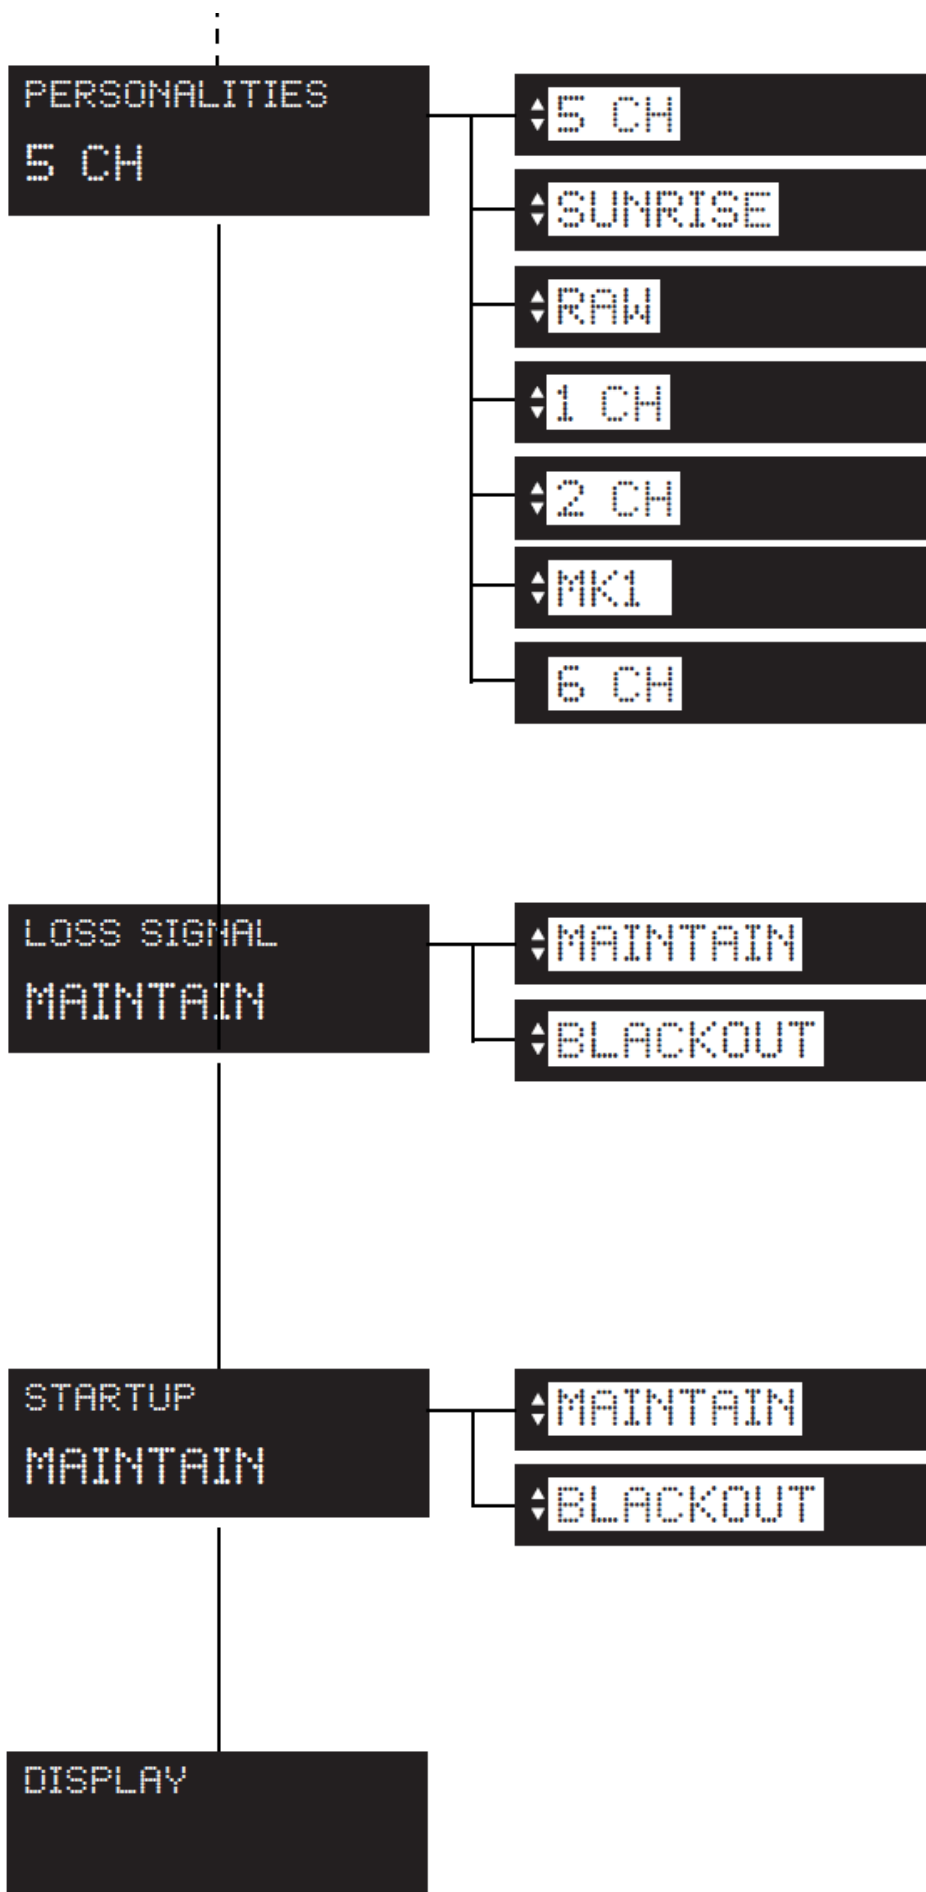 PERSONALITIES
5 CH
5 CH
SUNRISE
RAW
1 CH
2 CH
MK1
6 CH
LOSS SIGNAL
MAINTAIN
MAINTAIN
BLACKOUT
STARTUP
MAINTAIN
MAINTAIN
BLACKOUT
DISPLAY